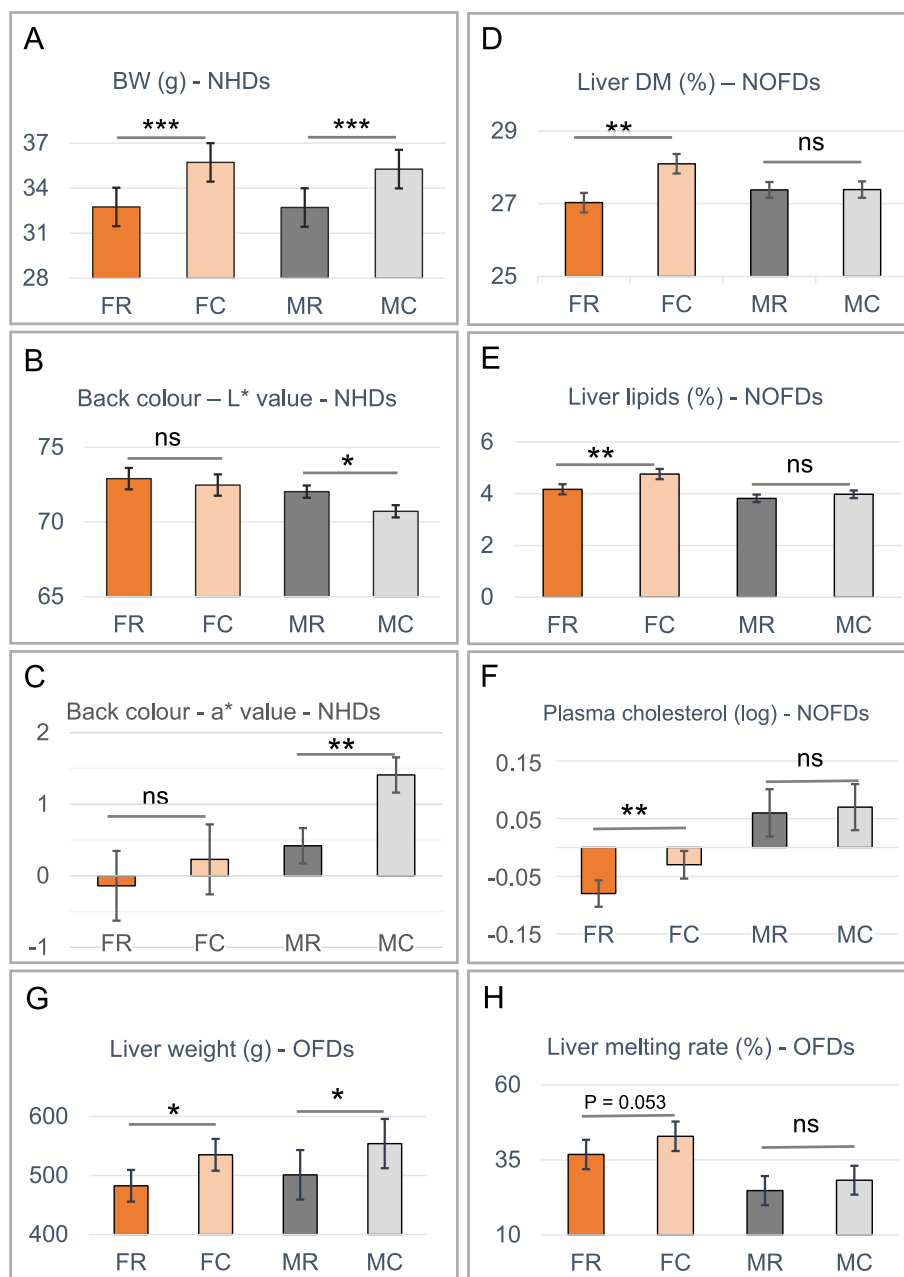 A
BW (g) - NHDs
*** ***
37
34
31
28
FR FC MR MC
D
Liver DM (%) – NOFDs
** ns
29
27
25
FR FC MR MC
B
Back colour – L* value - NHDs
ns *
75
70
65
FR FC MR MC
E
Liver lipids (%) - NOFDs
** ns
6
4
2
0
FR FC MR MC
C
Back colour - a* value - NHDs
ns **
2
1
0
-1
FR FC MR MC
F
Plasma cholesterol (log) - NOFDs
** ns
0.15
0.05
-0.05
-0.15
FR FC MR MC
G
Liver weight (g) - OFDs
* *
600
500
400
FR FC MR MC
H
Liver melting rate (%) - OFDs
P = 0.053 ns
60
35
10
FR FC MR MC